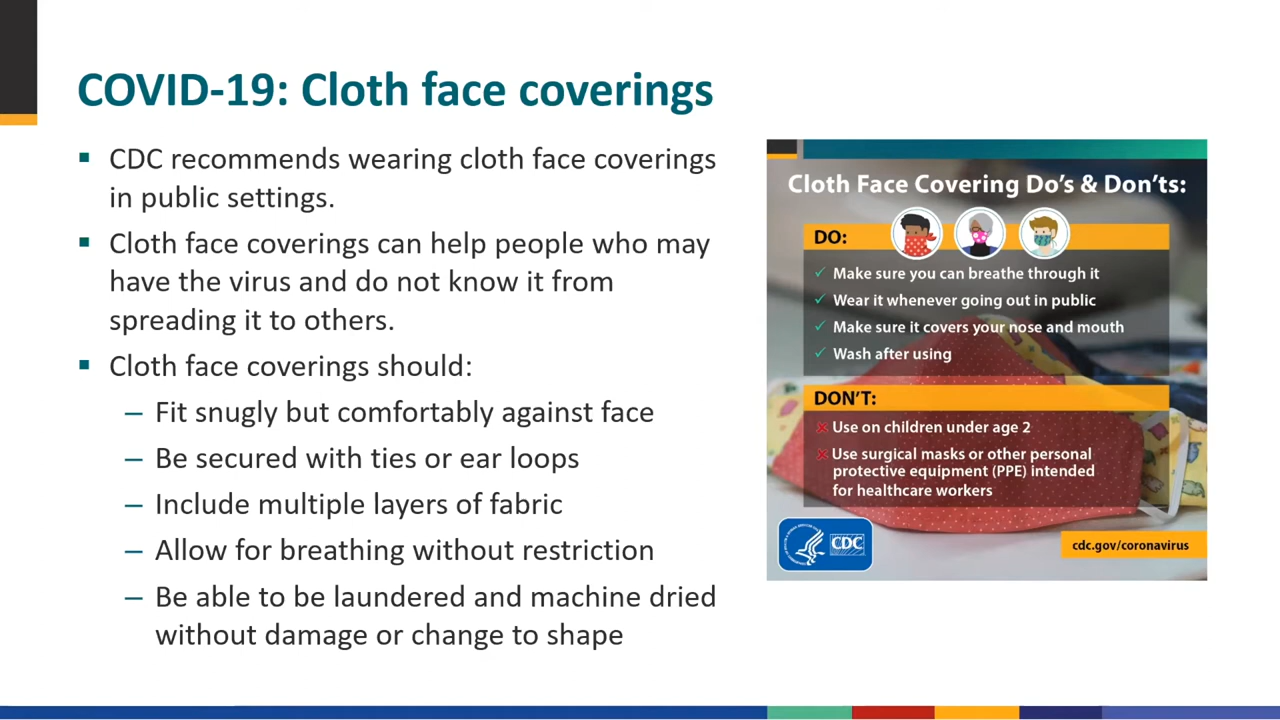 COVID-19: Cloth face coverings
CDC recommends wearing cloth face coverings
in public settings.
Cloth face coverings can help people who may
have the virus and do not know it from
spreading it to others.
Cloth face coverings should:
– Fit snugly but comfortably against face
– Be secured with ties or ear loops
– Include multiple layers of fabric
– Allow for breathing without restriction
– Be able to be laundered and machine dried
without damage or change to shape
Cloth Face Covering Do's & Don'ts:
DO:
Make sure you can breathe through it
Wear it whenever going out in public
Make sure it covers your nose and mouth
Wash after using
DON'T:
Use on children under age 2
Use surgical masks or other personal
protective equipment (PPE) intended
for healthcare workers
CDC
cdc.gov/coronavirus